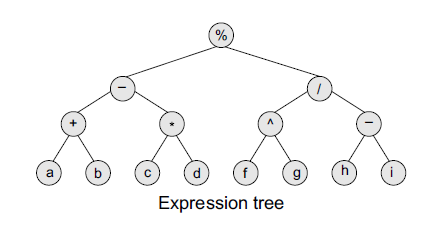 %
− /
+ * ^ −
a b c d f g h i
Expression tree